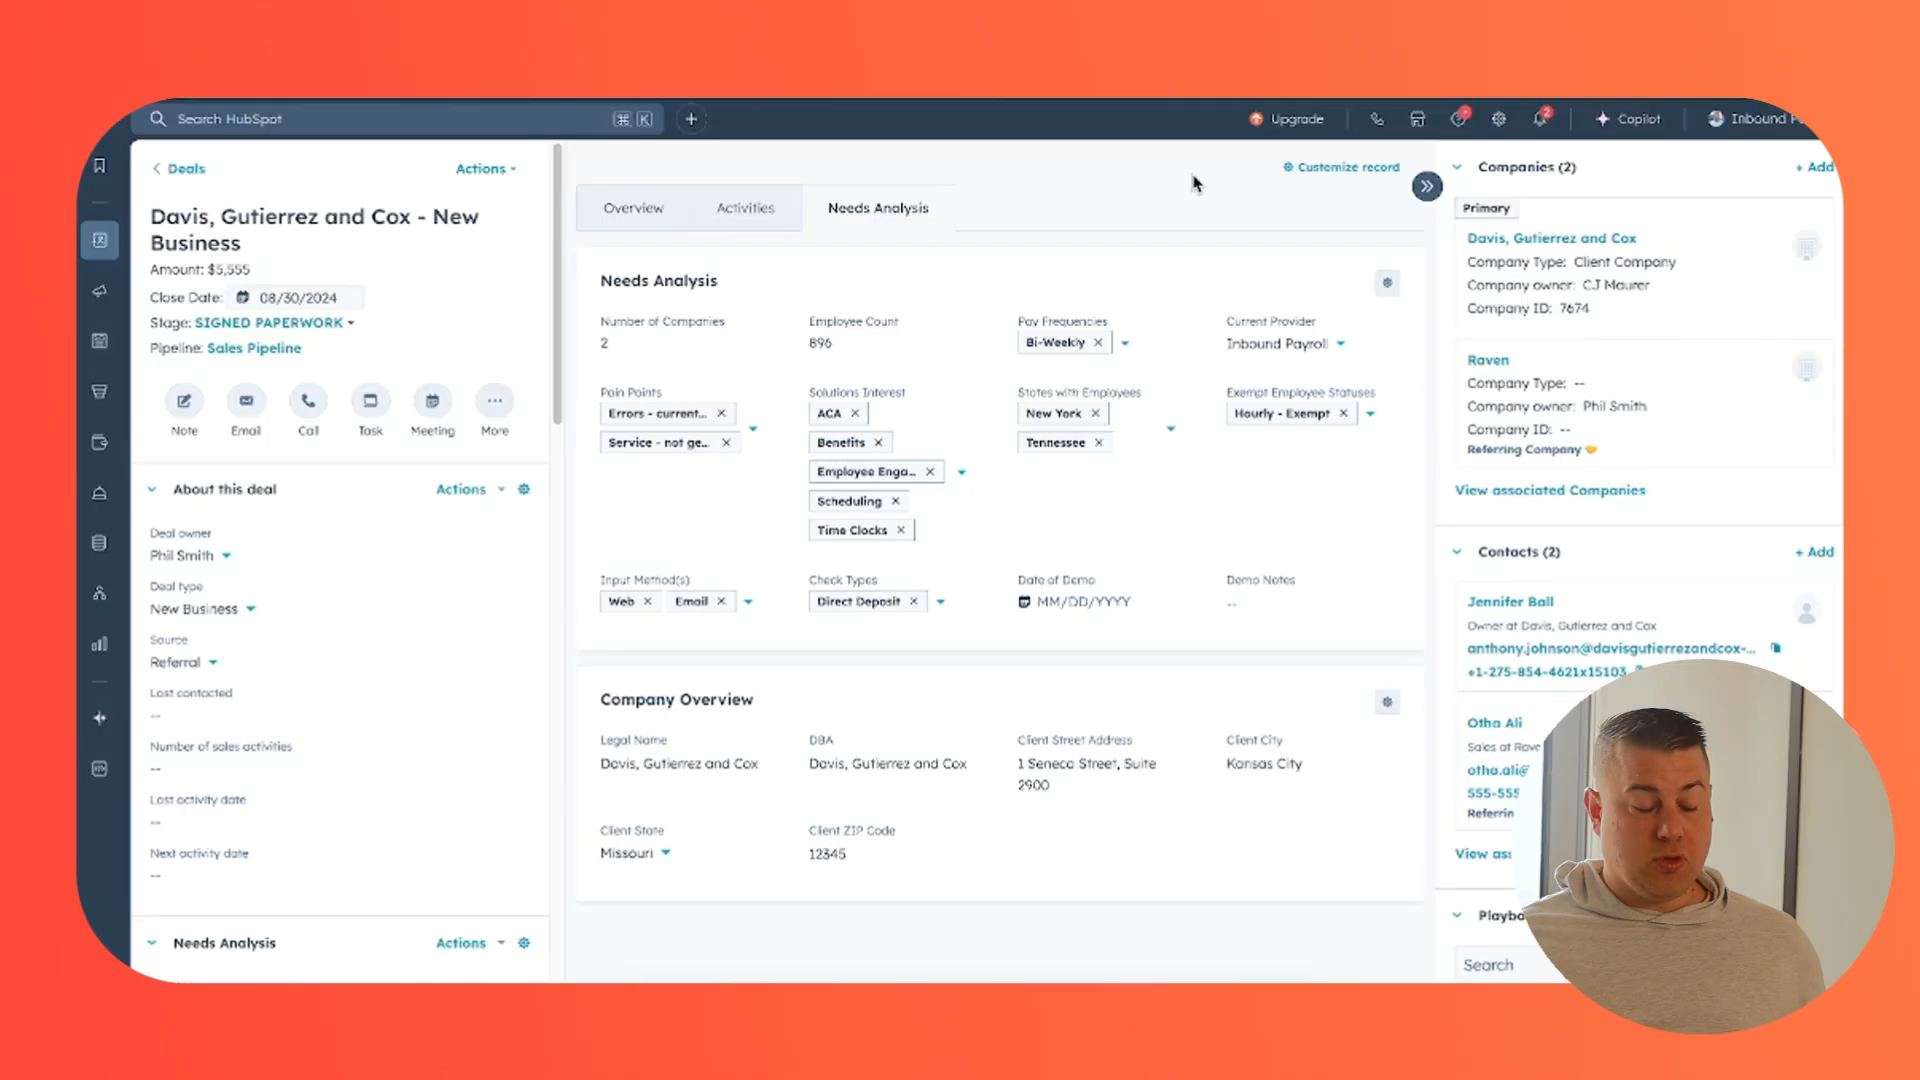 Search HubSpot
⌘ K
+
Upgrade
2
Copilot
Inbound P
Deals
Actions
Davis, Gutierrez and Cox - New
Business
Amount: $5,555
Close Date: 08/30/2024
Stage: SIGNED PAPERWORK
Pipeline: Sales Pipeline
Note
Email
Call
Task
Meeting
More
About this deal
Actions
Deal owner
Phil Smith
Deal type
New Business
Source
Referral
Last contacted
--
Number of sales activities
--
Last activity date
--
Next activity date
--
Needs Analysis
Actions
Customize record
Overview
Activities
Needs Analysis
Needs Analysis
Number of Companies
2
Employee Count
896
Pay Frequencies
Bi-Weekly
Current Provider
Inbound Payroll
Pain Points
Errors - current...
Service - not ge...
Solutions Interest
ACA
Benefits
Employee Enga...
Scheduling
Time Clocks
States with Employees
New York
Tennessee
Exempt Employee Statuses
Hourly - Exempt
Input Method(s)
Web
Email
Check Types
Direct Deposit
Date of Demo
MM/DD/YYYY
Demo Notes
--
Company Overview
Legal Name
Davis, Gutierrez and Cox
DBA
Davis, Gutierrez and Cox
Client Street Address
1 Seneca Street, Suite
2900
Client City
Kansas City
Client State
Missouri
Client ZIP Code
12345
Companies (2)
+ Add
Primary
Davis, Gutierrez and Cox
Company Type: Client Company
Company owner: CJ Maurer
Company ID: 7674
Raven
Company Type: --
Company owner: Phil Smith
Company ID: --
Referring Company
View associated Companies
Contacts (2)
+ Add
Jennifer Ball
Owner at Davis, Gutierrez and Cox
anthony.johnson@davisgutierrezandcox-...
+1-275-854-4621x15103
Otha Ali
Sales at Rave
otha.ali@
555-555
Referrin
View as
Playbo
Search